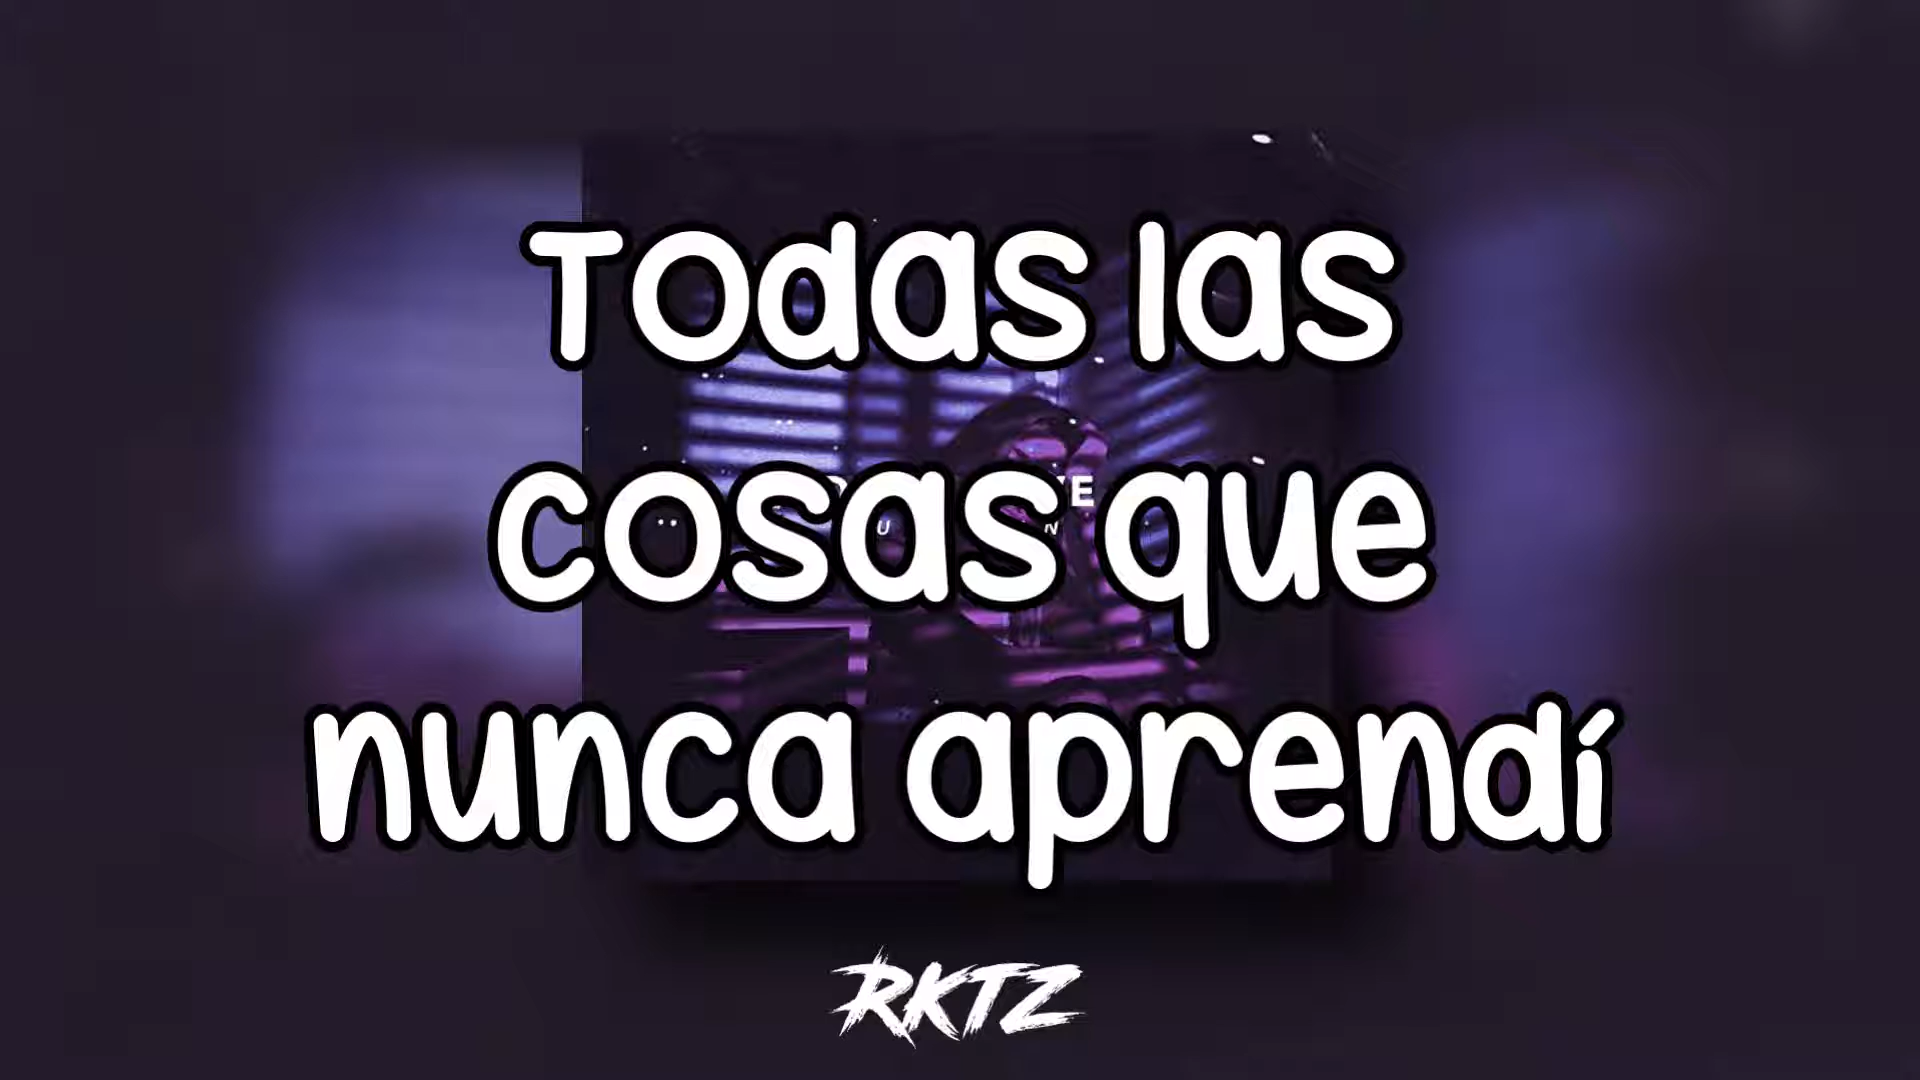 Todas las
cosas que
nunca aprendí
RKTZ